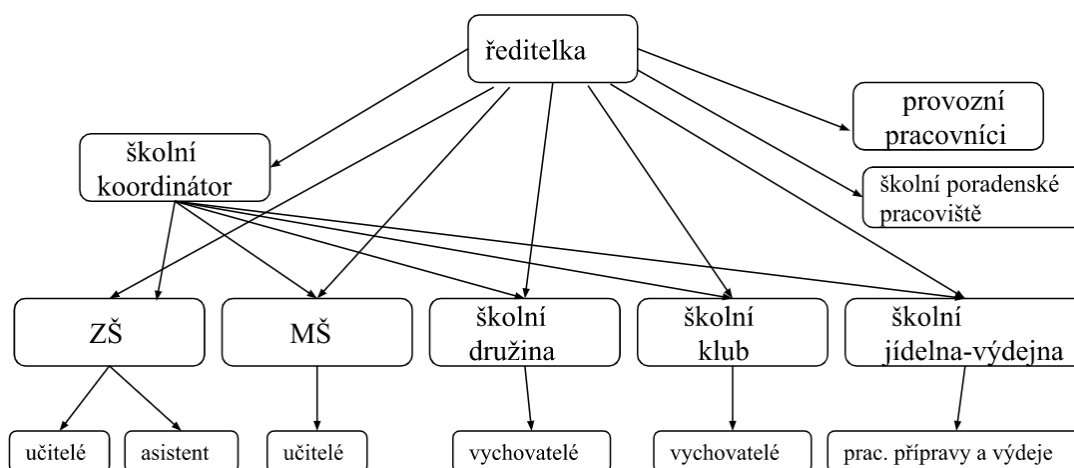 ředitelka
provozní
pracovníci
školní
koordinátor
školní poradenské
pracoviště
ZŠ
MŠ
školní
družina
školní
klub
školní
jídelna-výdejna
učitelé
asistent
učitelé
vychovatelé
vychovatelé
prac. přípravy a výdeje